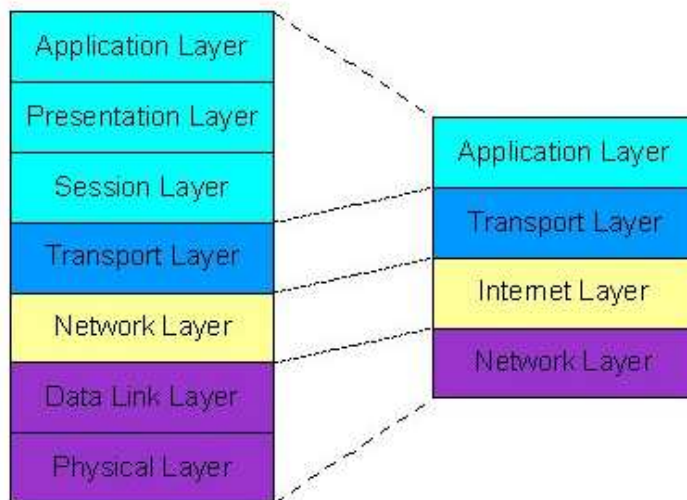 Application Layer
Presentation Layer
Session Layer
Transport Layer
Network Layer
Data Link Layer
Physical Layer
Application Layer
Transport Layer
Internet Layer
Network Layer